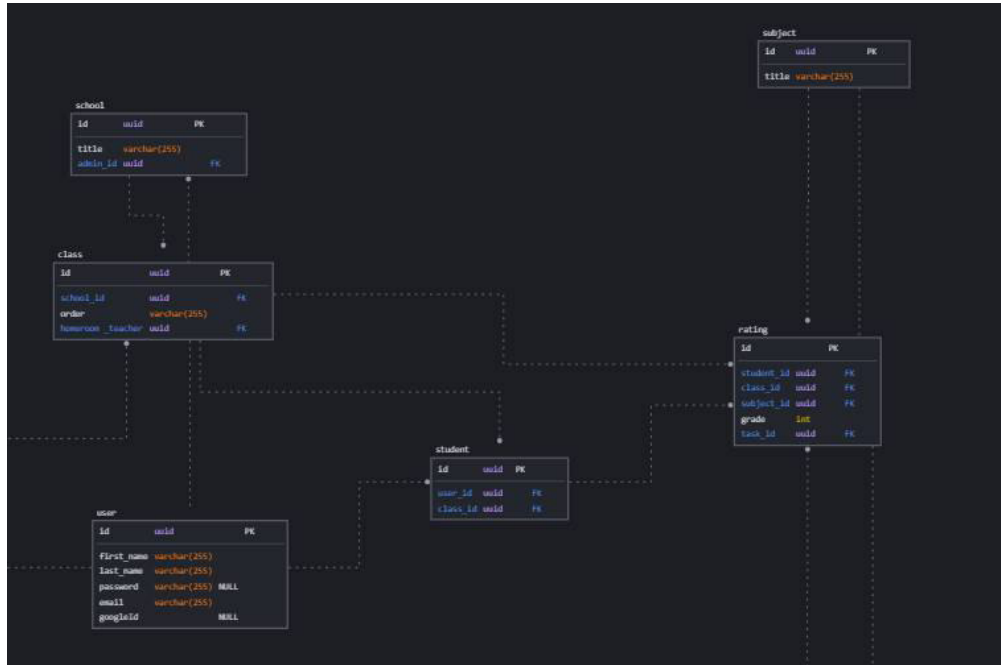 subject
id uuid PK
title varchar(255)
school
id uuid PK
title varchar(255)
admin_id uuid FK
class
id uuid PK
school_id uuid FK
order varchar(255)
homeroom _teacher uuid FK
rating
id PK
student_id uuid FK
class_id uuid FK
subject_id uuid FK
grade int
task_id uuid FK
student
id uuid PK
user_id uuid FK
class_id uuid FK
user
id uuid PK
first_name varchar(255)
last_name varchar(255)
password varchar(255) NULL
email varchar(255)
googleId NULL